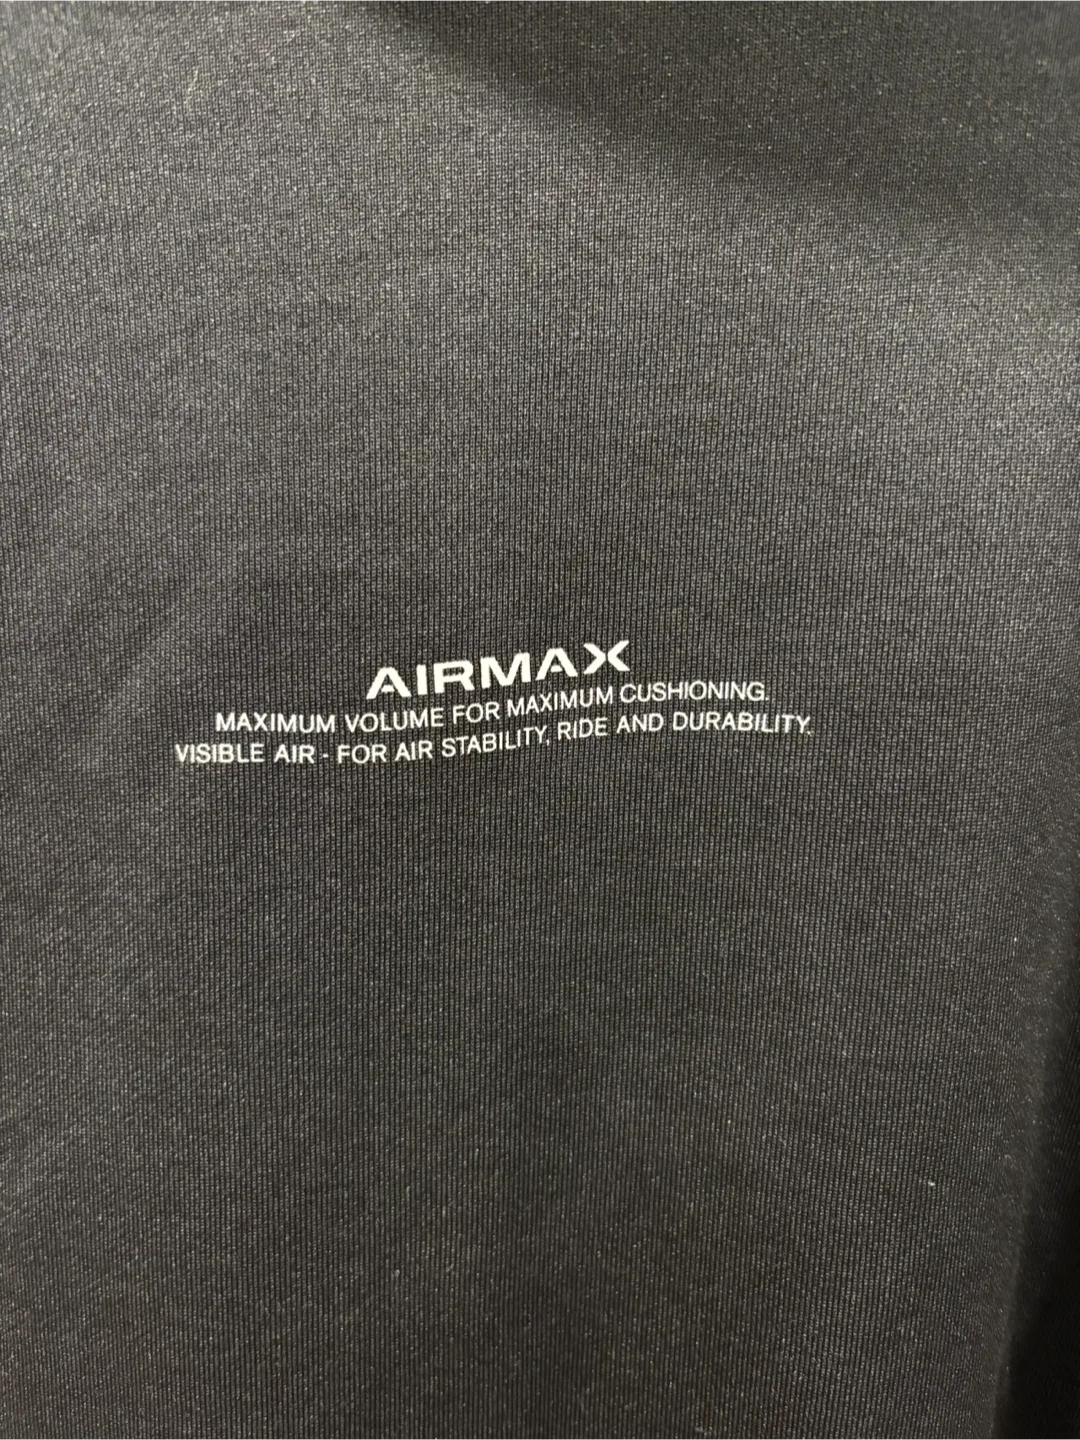 AIRMAX
MAXIMUM VOLUME FOR MAXIMUM CUSHIONING.
VISIBLE AIR - FOR AIR STABILITY, RIDE AND DURABILITY.